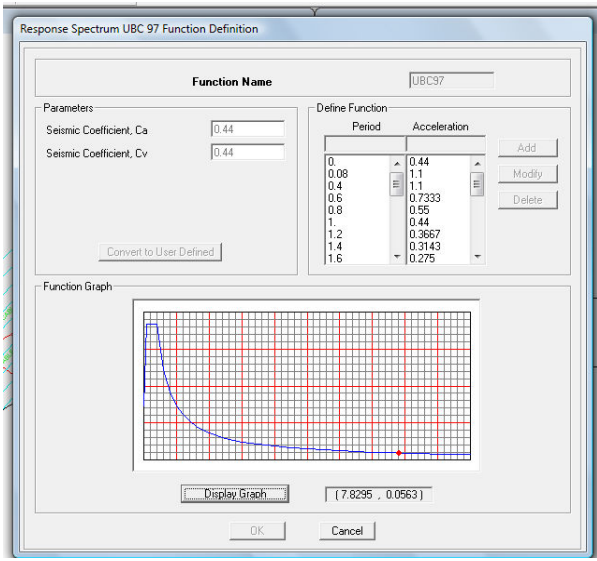 Response Spectrum UBC 97 Function Definition
Function Name UBC97
Parameters
Seismic Coefficient, Ca 0.44
Seismic Coefficient, Cv 0.44
Convert to User Defined
Define Function
Period Acceleration
0. 0.44
0.08 1.1
0.4 1.1
0.6 0.7333
0.8 0.55
1. 0.44
1.2 0.3667
1.4 0.3143
1.6 0.275
Add
Modify
Delete
Function Graph
Display Graph (7.8295 , 0.0563)
OK Cancel